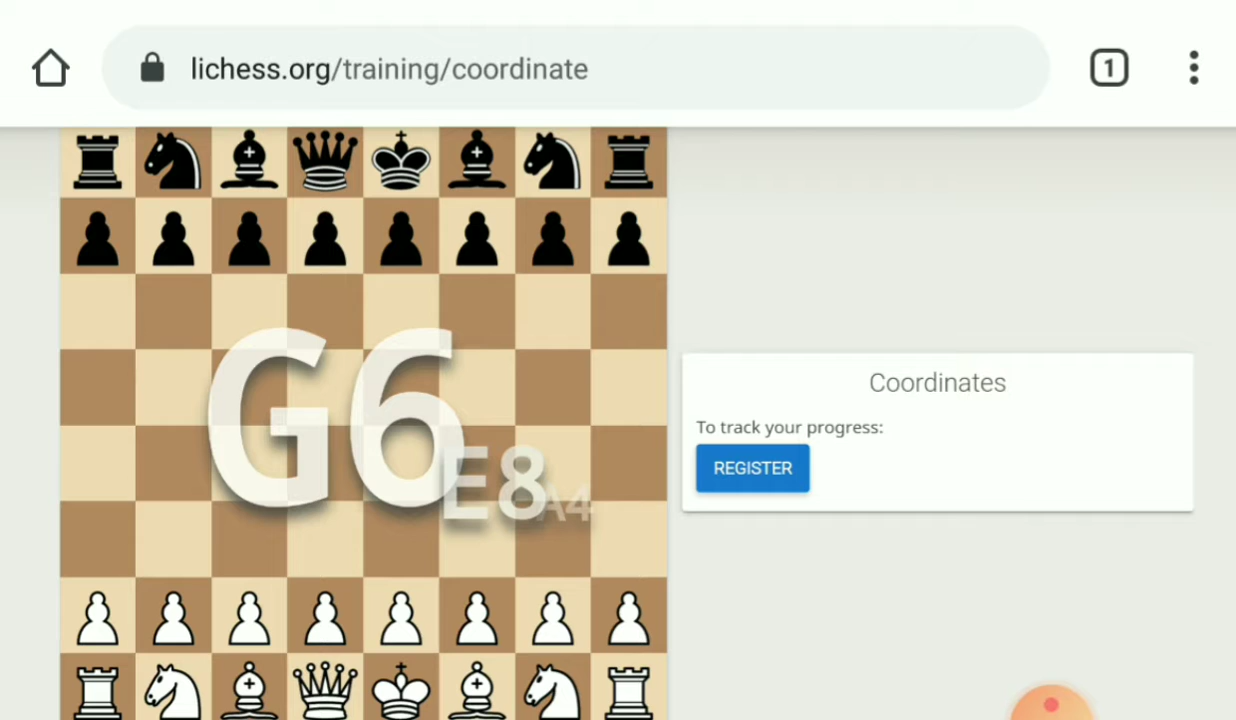 lichess.org/training/coordinate
1
G6
E8
A4
Coordinates
To track your progress:
REGISTER